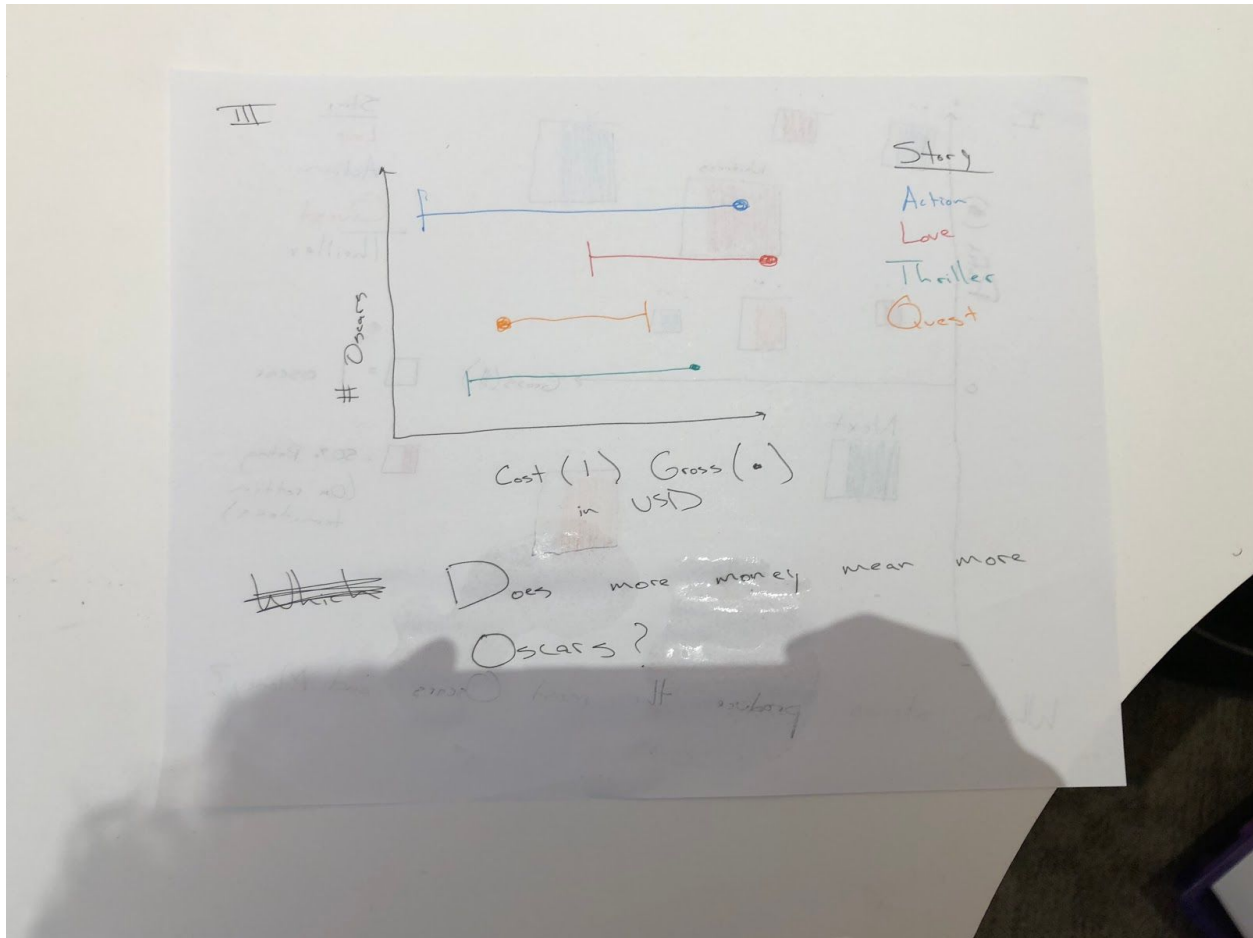 III
Story
Action
Love
Thriller
Quest
# Oscars
Cost (|) Gross (•)
in USD
Which Does more money mean more
Oscars?